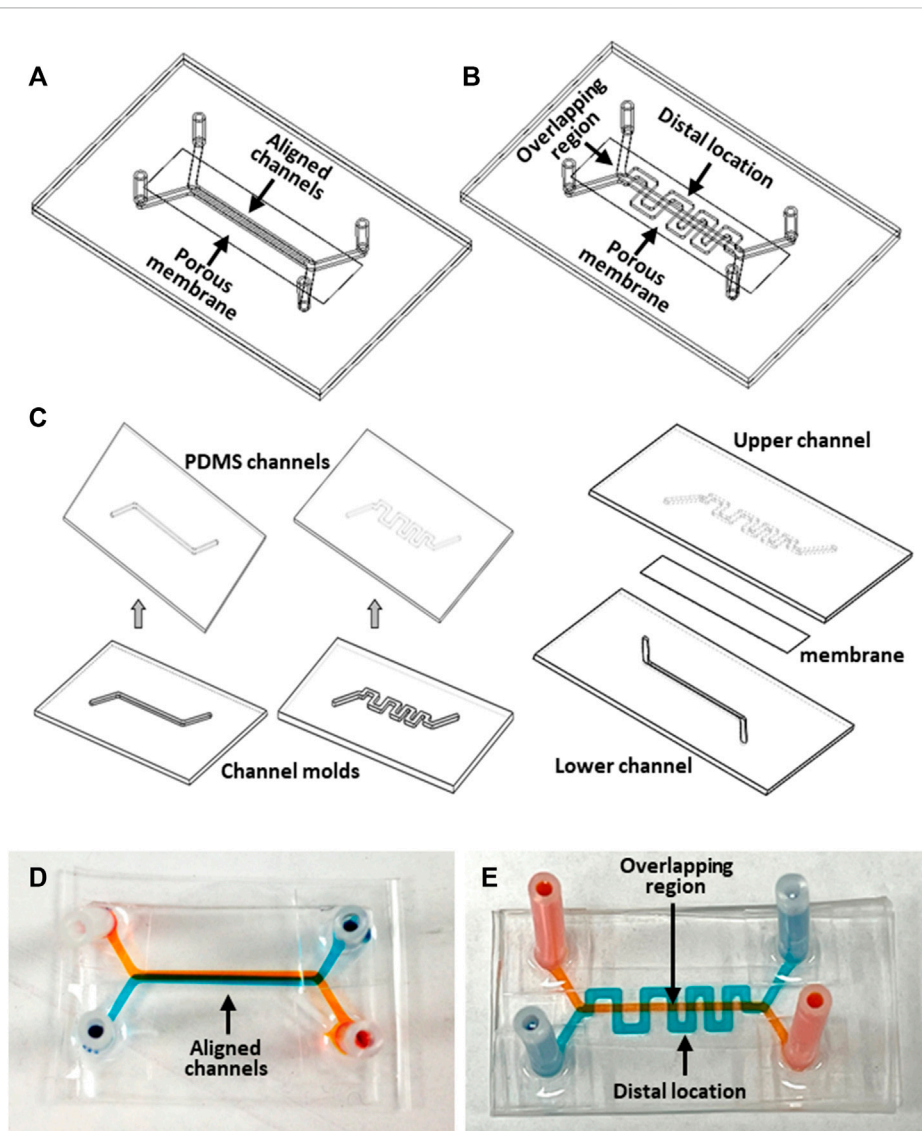 A
B
Aligned
channels
Porous
membrane
Overlapping
region
Distal location
Porous
membrane
C
PDMS channels
Upper channel
membrane
Channel molds
Lower channel
D
Aligned
channels
E
Overlapping
region
Distal location